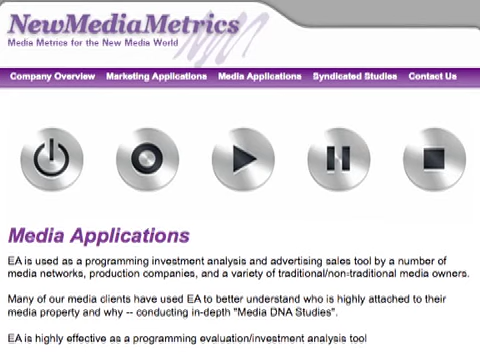 NewMediaMetrics
Media Metrics for the New Media World
Company Overview Marketing Applications Media Applications Syndicated Studies Contact Us
Media Applications
EA is used as a programming investment analysis and advertising sales tool by a number of
media networks, production companies, and a variety of traditional/non-traditional media owners.
Many of our media clients have used EA to better understand who is highly attached to their
media property and why -- conducting in-depth "Media DNA Studies".
EA is highly effective as a programming evaluation/investment analysis tool